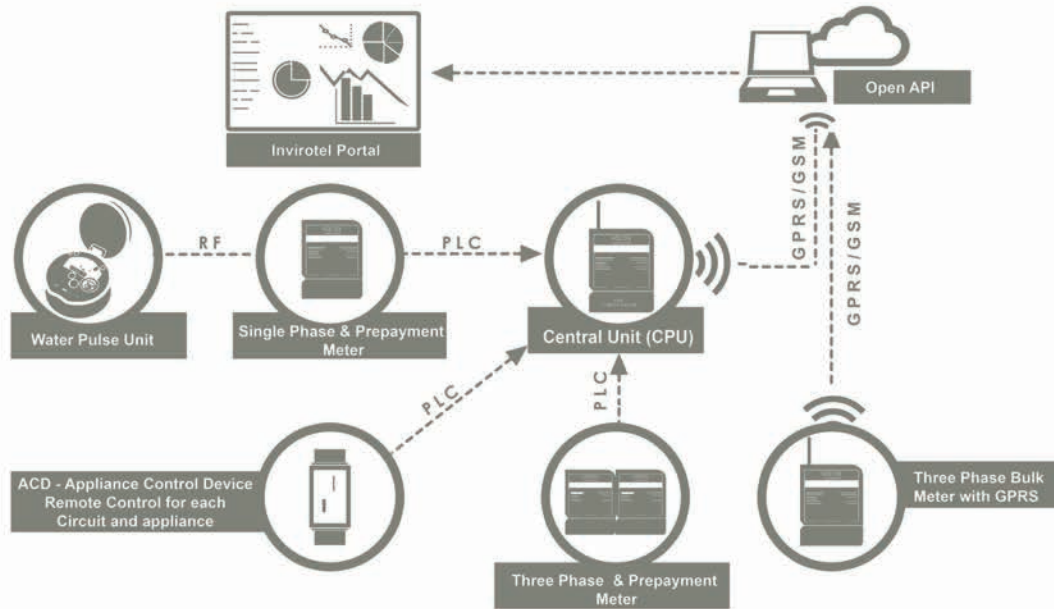 Open API
Invirotel Portal
GPRS/GSM
GPRS/GSM
RF
PLC
Water Pulse Unit
Single Phase & Prepayment
Meter
Central Unit (CPU)
PLC
PLC
ACD - Appliance Control Device
Remote Control for each
Circuit and appliance
Three Phase & Prepayment
Meter
Three Phase Bulk
Meter with GPRS